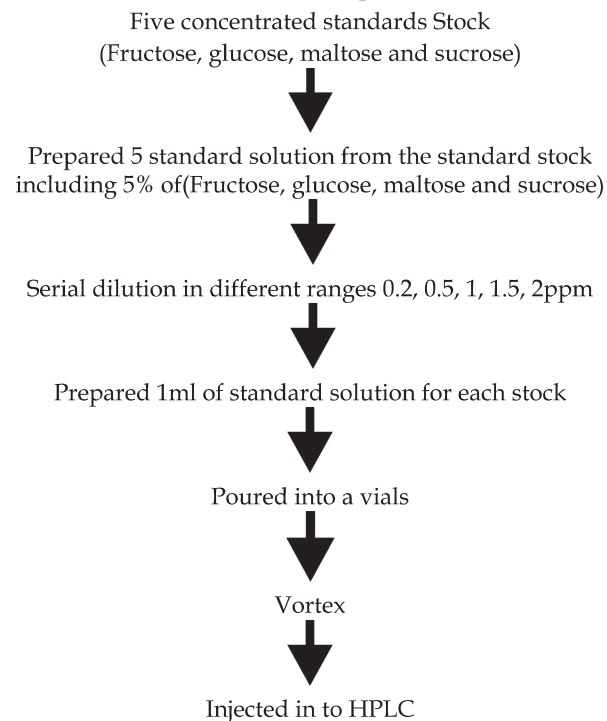 Five concentrated standards Stock
(Fructose, glucose, maltose and sucrose)
Prepared 5 standard solution from the standard stock
including 5% of(Fructose, glucose, maltose and sucrose)
Serial dilution in different ranges 0.2, 0.5, 1, 1.5, 2ppm
Prepared 1ml of standard solution for each stock
Poured into a vials
Vortex
Injected in to HPLC